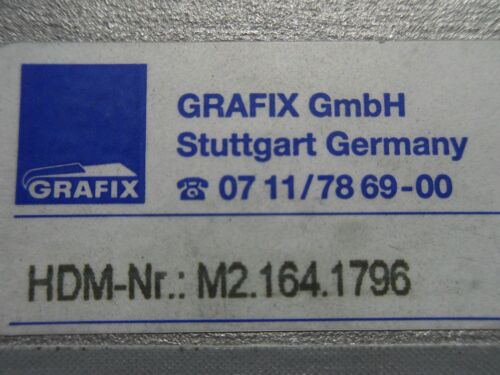 GRAFIX
GRAFIX GmbH
Stuttgart Germany
☎ 07 11/78 69-00
HDM-Nr.: M2.164.1796